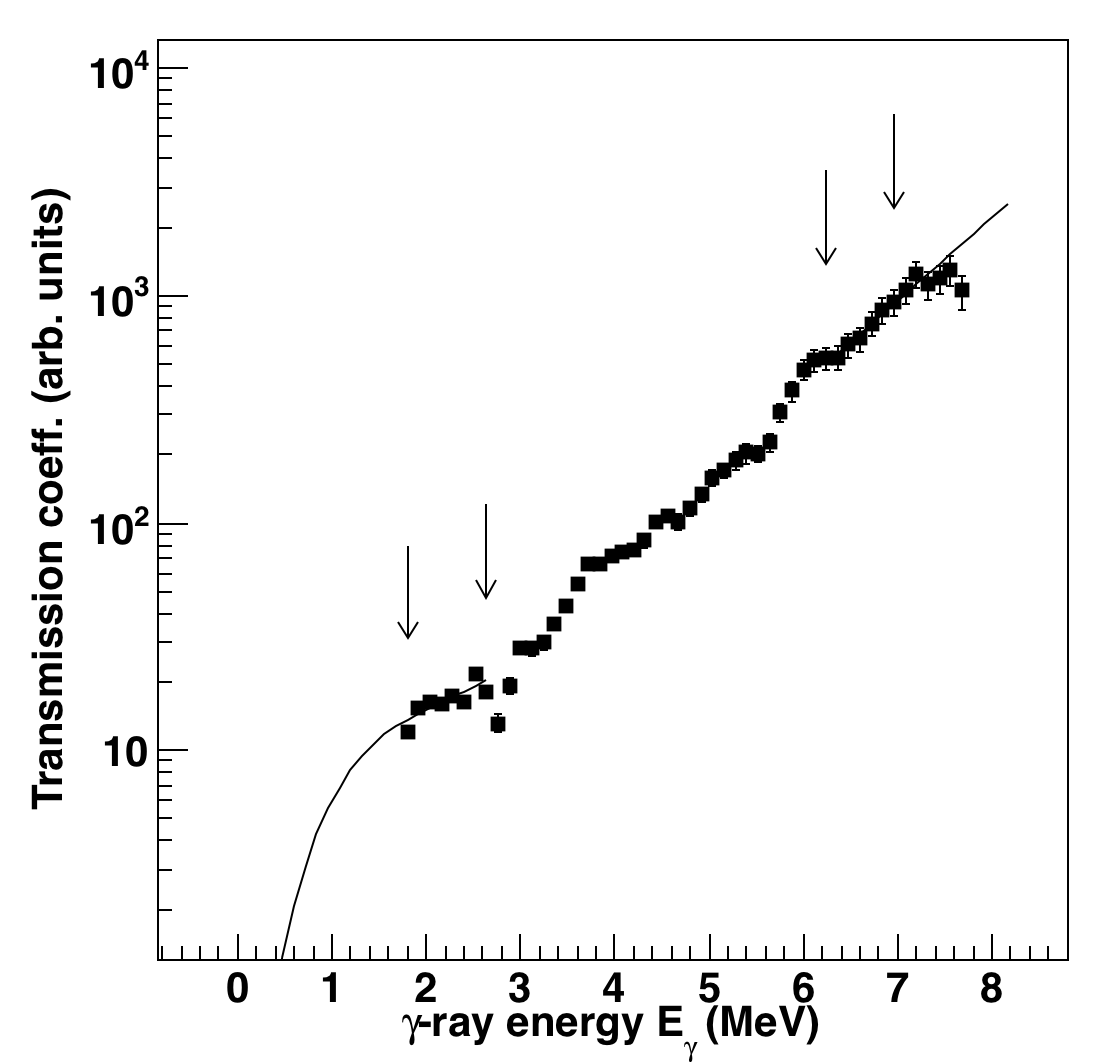 Transmission coeff. (arb. units)
10⁴
10³
10²
10
0 1 2 3 4 5 6 7 8
γ-ray energy Eᵧ (MeV)